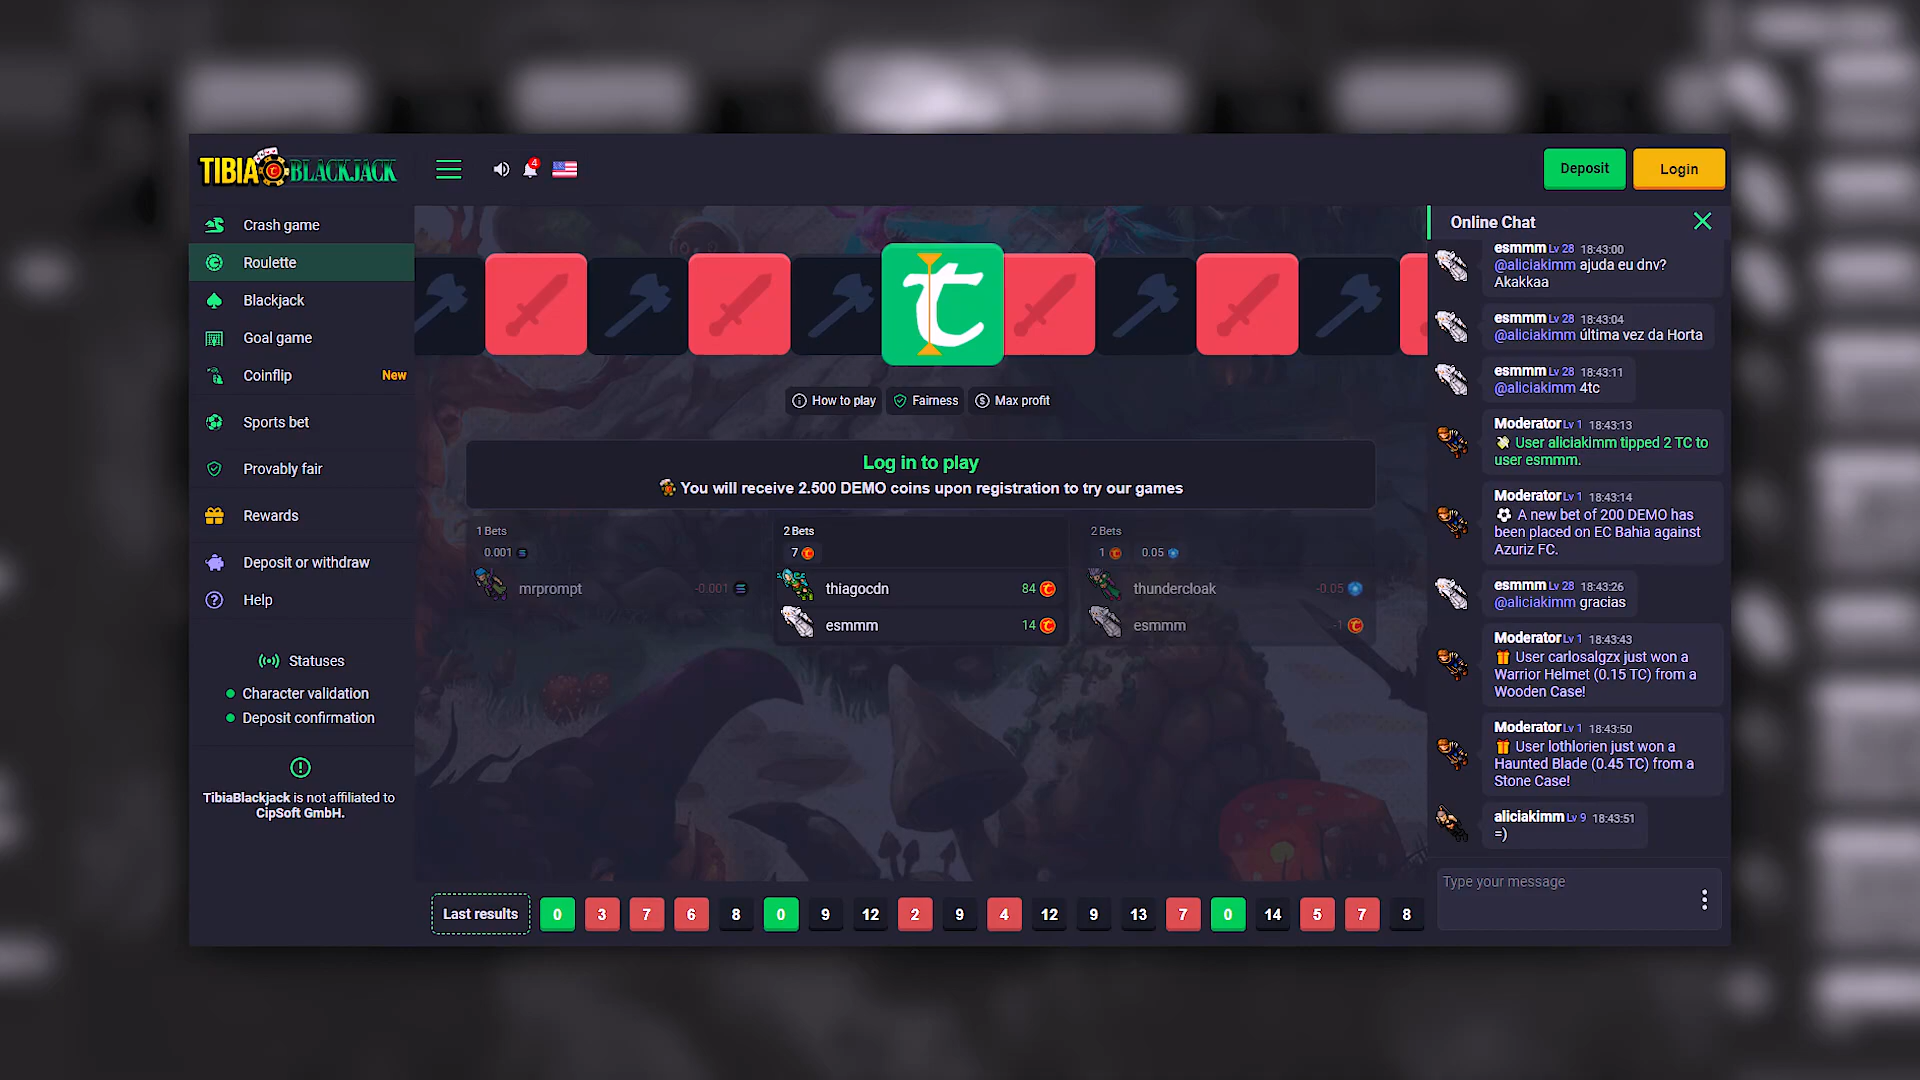 TIBIA BLACKJACK
4
Deposit
Login
Crash game
Roulette
Blackjack
Goal game
Coinflip New
Sports bet
Provably fair
Rewards
Deposit or withdraw
Help
Statuses
Character validation
Deposit confirmation
TibiaBlackjack is not affiliated to
CipSoft GmbH.
How to play
Fairness
Max profit
Log in to play
You will receive 2.500 DEMO coins upon registration to try our games
1 Bets
0.001
mrprompt -0.001
2 Bets
7
thiagocdn 84
esmmm 14
2 Bets
1 0.05
thundercloak -0.05
esmmm -1
Last results 0 3 7 6 8 0 9 12 2 9 4 12 9 13 7 0 14 5 7 8
Online Chat
esmmm Lv 28 18:43:00
@aliciakimm ajuda eu dnv?
Akakkaa
esmmm Lv 28 18:43:04
@aliciakimm última vez da Horta
esmmm Lv 28 18:43:11
@aliciakimm 4tc
Moderator Lv 1 18:43:13
User aliciakimm tipped 2 TC to
user esmmm.
Moderator Lv 1 18:43:14
A new bet of 200 DEMO has
been placed on EC Bahia against
Azuriz FC.
esmmm Lv 28 18:43:26
@aliciakimm gracias
Moderator Lv 1 18:43:43
User carlosalgzx just won a
Warrior Helmet (0.15 TC) from a
Wooden Case!
Moderator Lv 1 18:43:50
User lothlorien just won a
Haunted Blade (0.45 TC) from a
Stone Case!
aliciakimm Lv 9 18:43:51
=)
Type your message